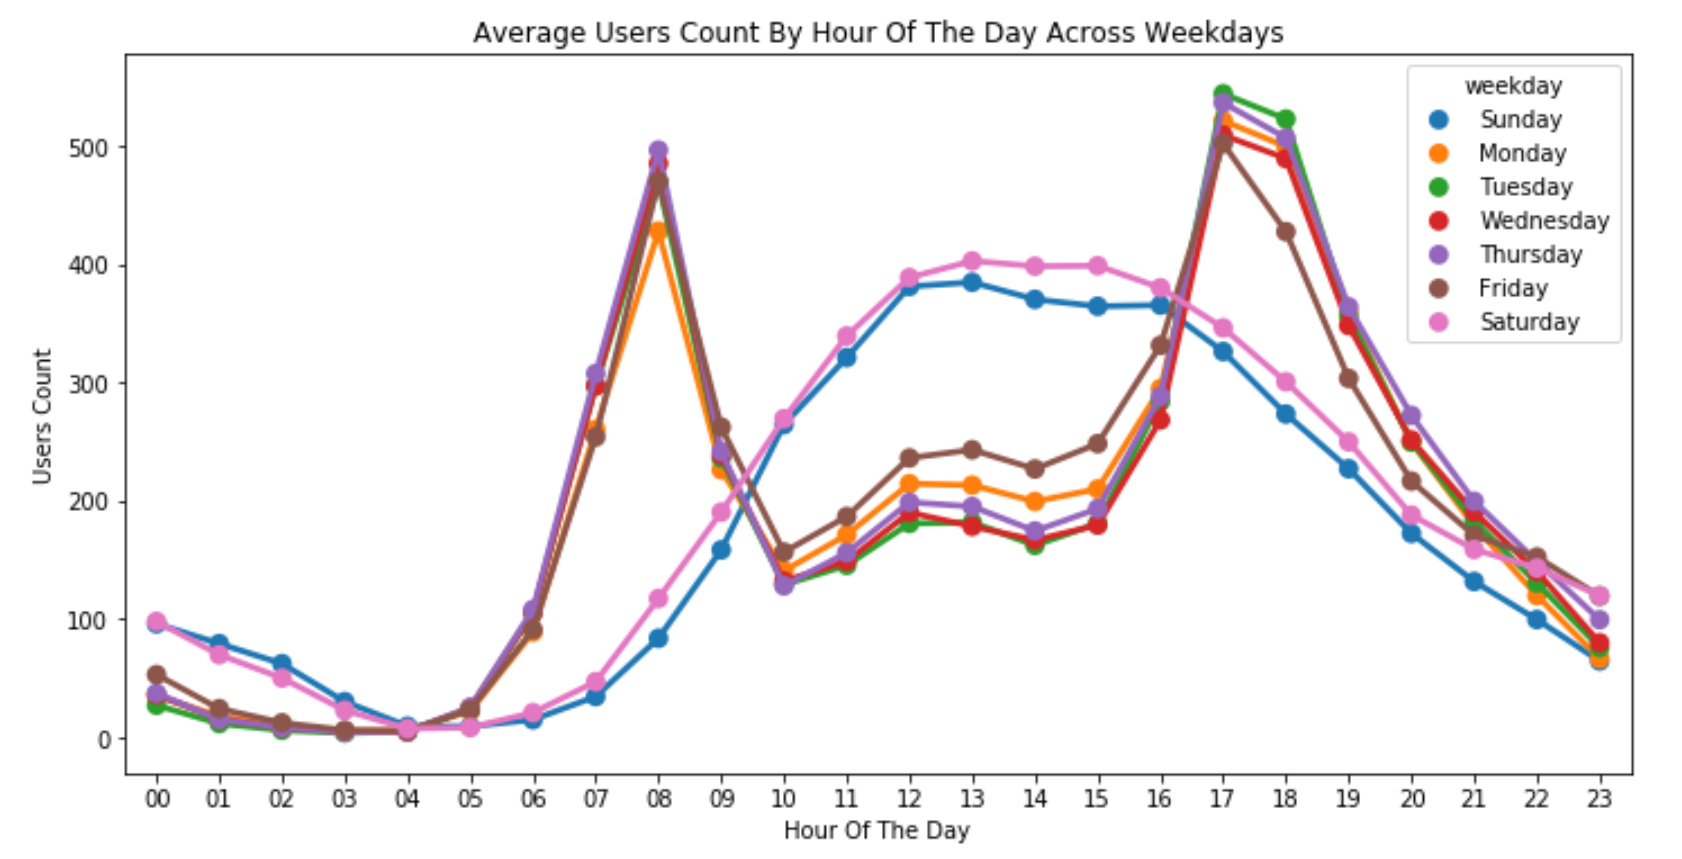 Average Users Count By Hour Of The Day Across Weekdays
weekday
Sunday
Monday
Tuesday
Wednesday
Thursday
Friday
Saturday
Users Count
500
400
300
200
100
0
00 01 02 03 04 05 06 07 08 09 10 11 12 13 14 15 16 17 18 19 20 21 22 23
Hour Of The Day